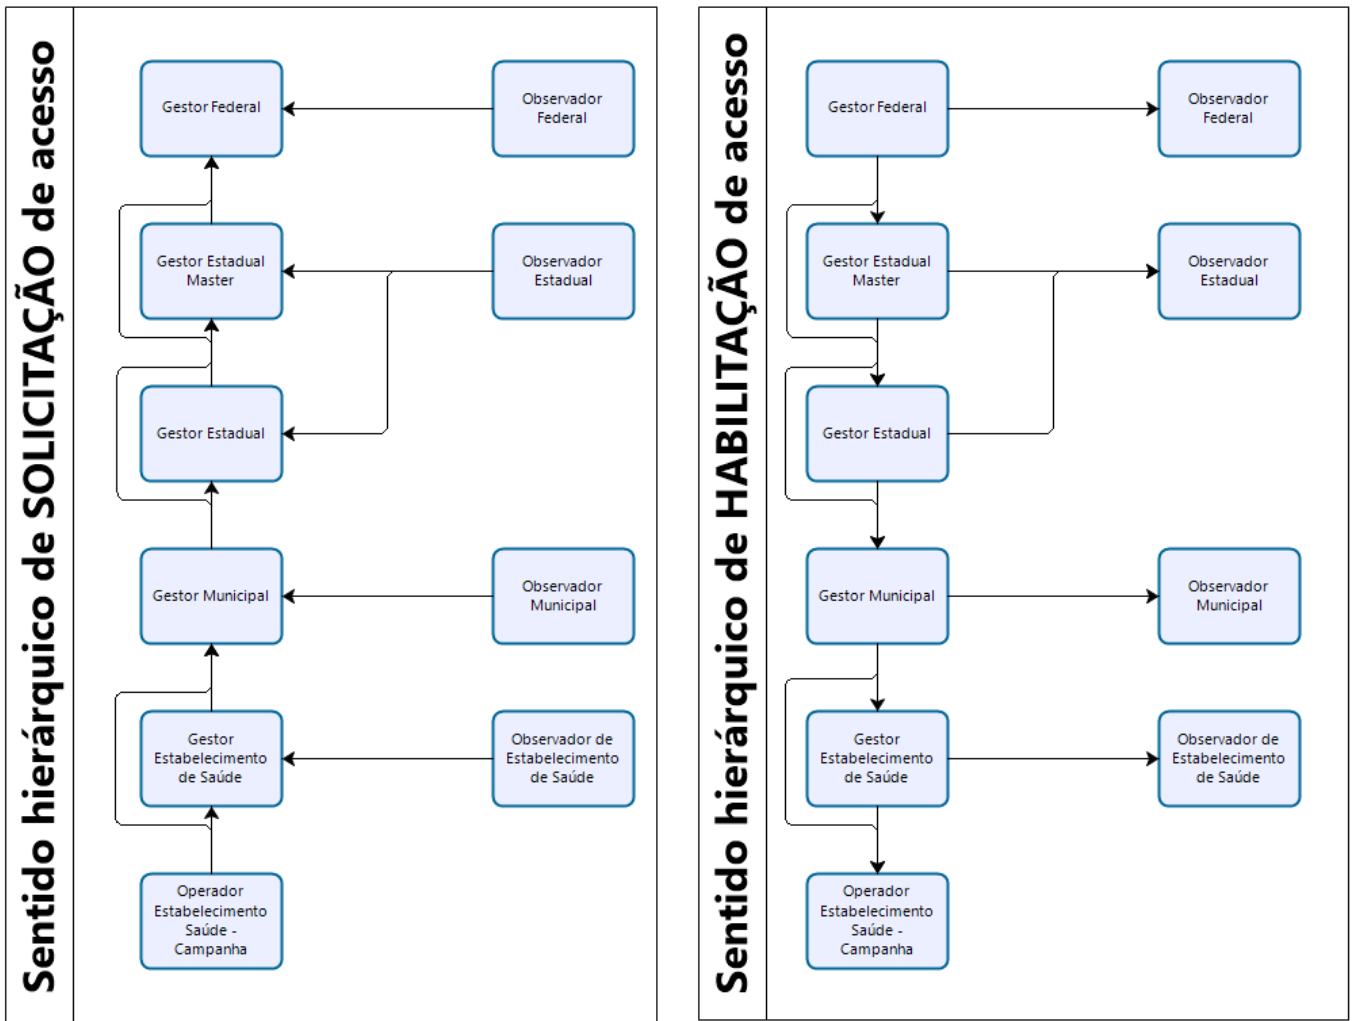 Sentido hierárquico de SOLICITAÇÃO de acesso
Gestor Federal
Observador
Federal
Gestor Estadual
Master
Observador
Estadual
Gestor Estadual
Gestor Municipal
Observador
Municipal
Gestor
Estabelecimento
de Saúde
Observador de
Estabelecimento
de Saúde
Operador
Estabelecimento
Saúde -
Campanha
Sentido hierárquico de HABILITAÇÃO de acesso
Gestor Federal
Observador
Federal
Gestor Estadual
Master
Observador
Estadual
Gestor Estadual
Gestor Municipal
Observador
Municipal
Gestor
Estabelecimento
de Saúde
Observador de
Estabelecimento
de Saúde
Operador
Estabelecimento
Saúde -
Campanha